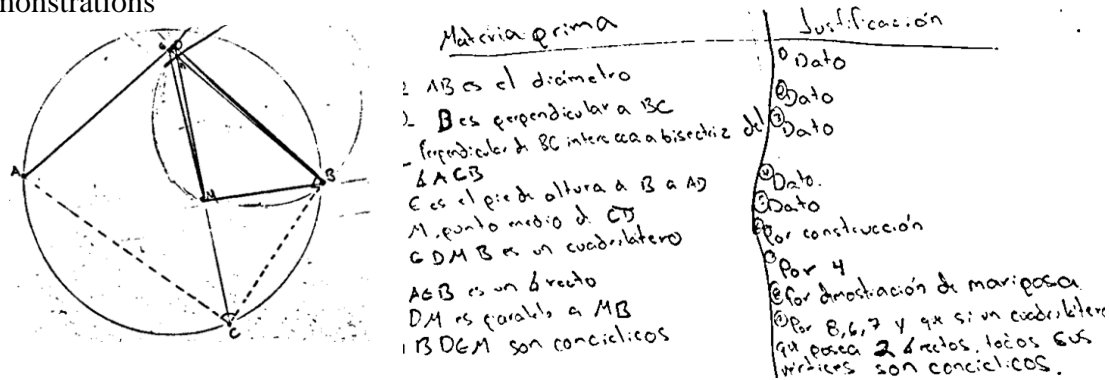 monstrations
Materia prima
Justificación
AB es el diámetro
B es perpendicular a BC
Perpendicular de BC interseca a bisectriz del
ACB
E es el pie de altura a B a AD
M, punto medio d CD
GDMB es un cuadrilátero
AGB es un ∡ recto
DM es paralelo a MB
BDGM son concíclicos
Dato
Dato
Dato
Dato.
Dato
Por construcción
Por 4
Por demostración de mariposa
Por 8, 6, 7 y que si un cuadrilátero
que posea 2 ∡ rectos, todos sus
vértices son concíclicos.
A
B
M
C